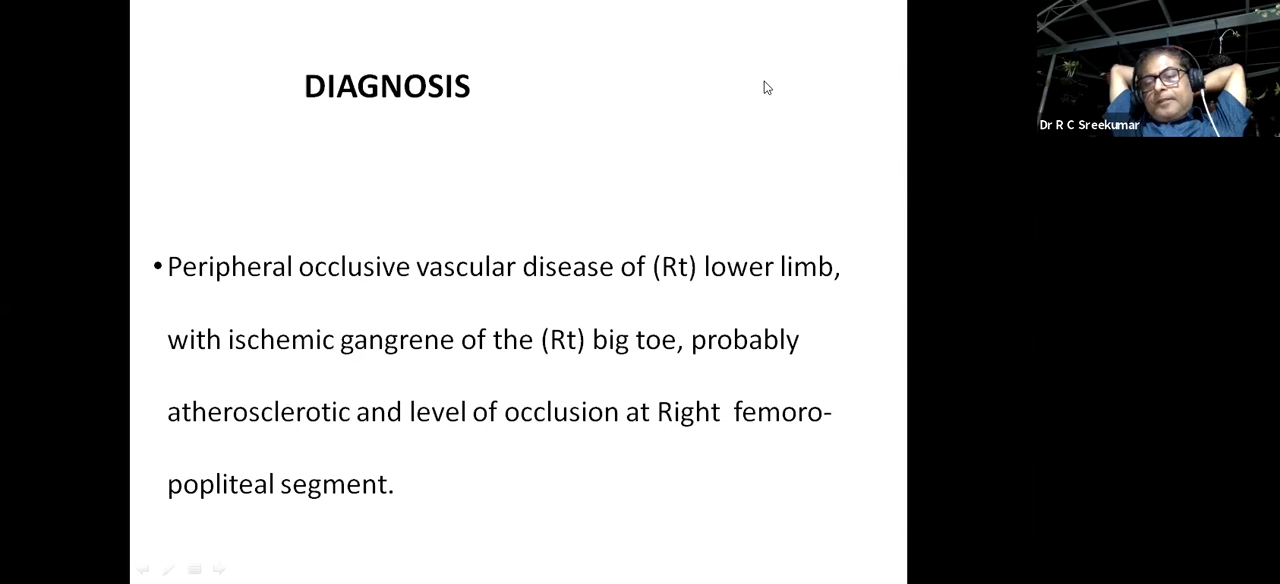 DIAGNOSIS
Dr R C Sreekumar
• Peripheral occlusive vascular disease of (Rt) lower limb,
with ischemic gangrene of the (Rt) big toe, probably
atherosclerotic and level of occlusion at Right  femoro-
popliteal segment.